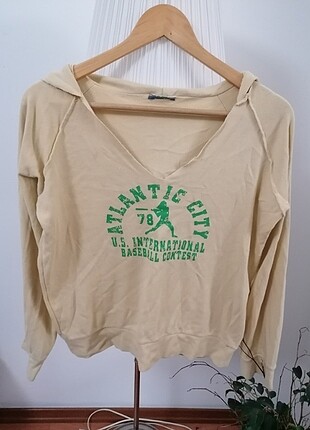 ATLANTIC CITY
78
U.S. INTERNATIONAL
BASEBALL CONTEST